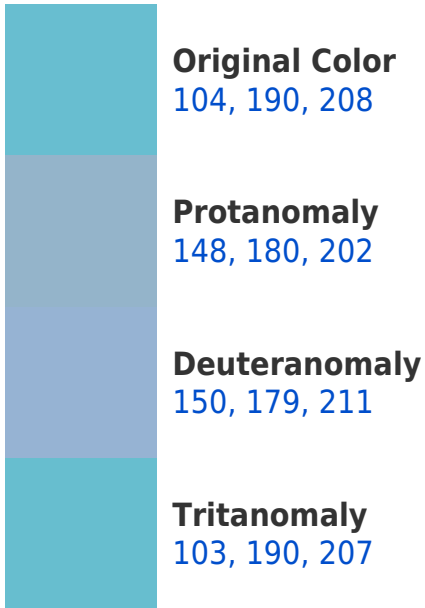 Original Color
104, 190, 208
Protanomaly
148, 180, 202
Deuteranomaly
150, 179, 211
Tritanomaly
103, 190, 207